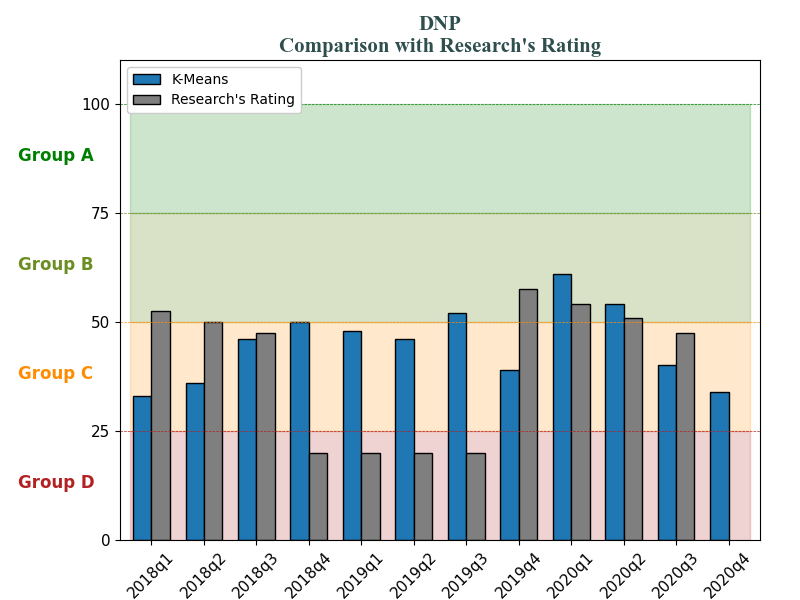 DNP
Comparison with Research's Rating
K-Means
Research's Rating
100
Group A
75
Group B
50
Group C
25
Group D
0
2018q1
2018q2
2018q3
2018q4
2019q1
2019q2
2019q3
2019q4
2020q1
2020q2
2020q3
2020q4